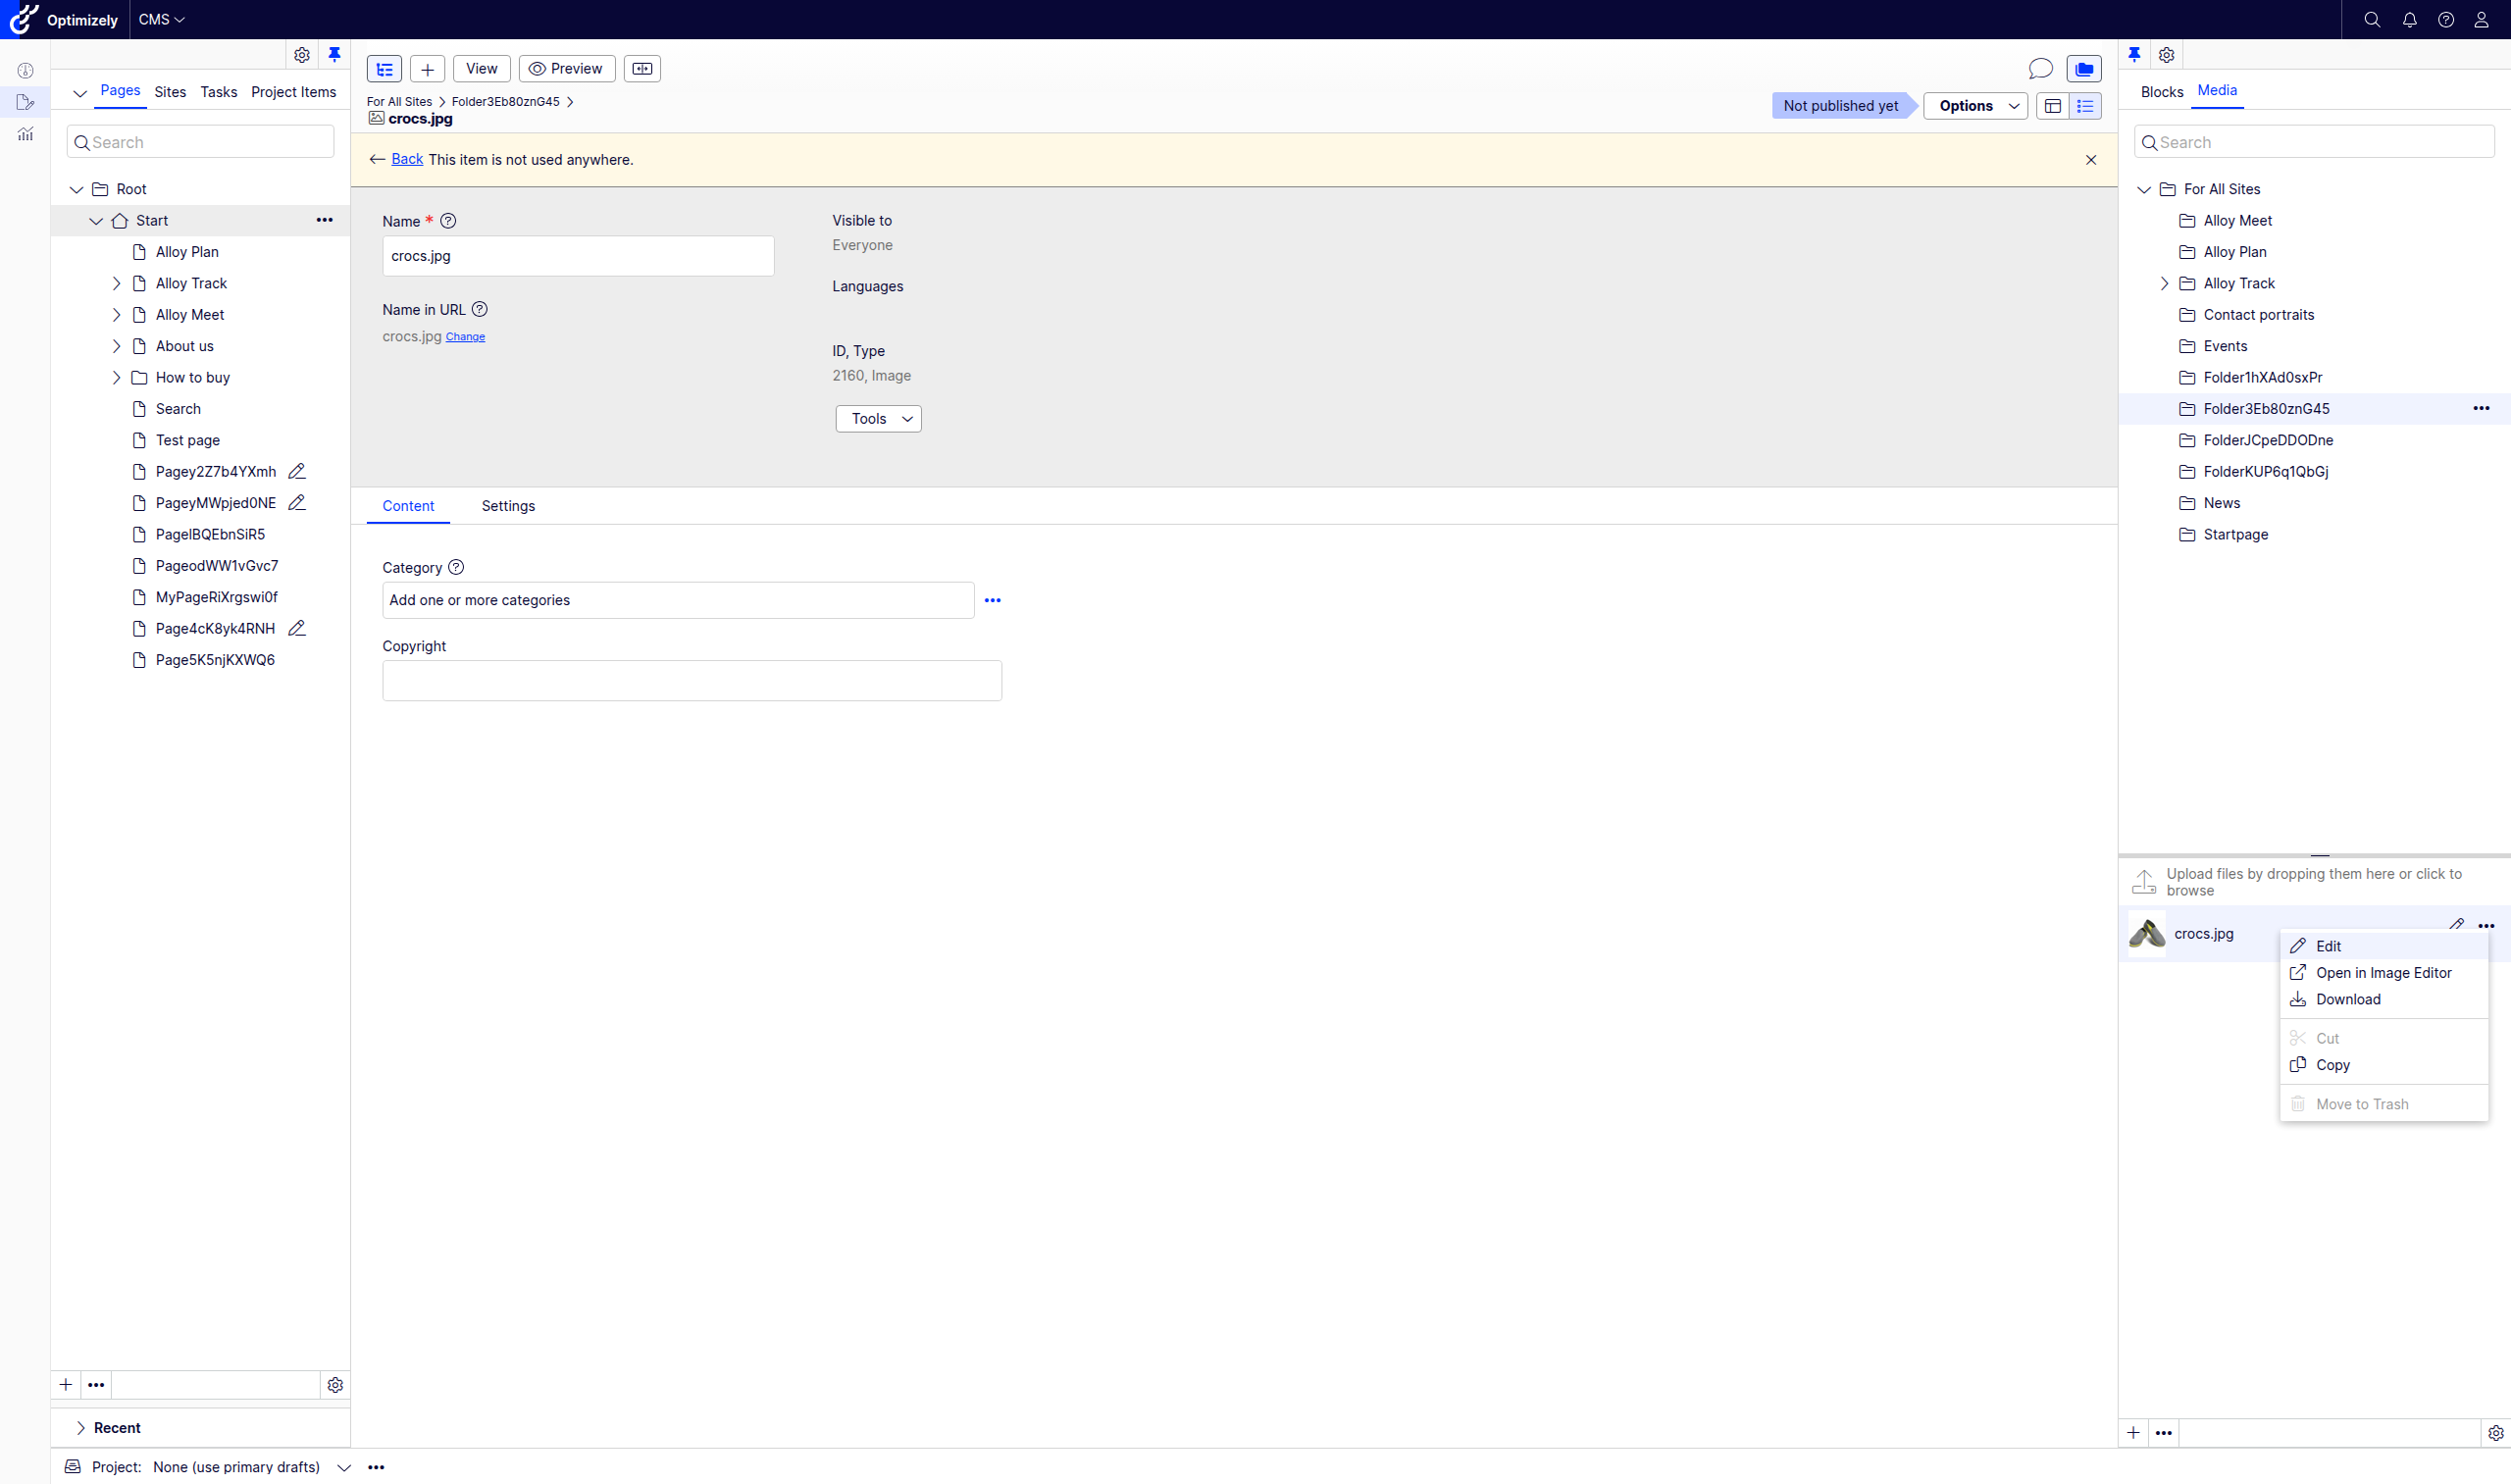 Optimizely
CMS
Pages
Sites
Tasks
Project Items
Search
Root
Start
Alloy Plan
Alloy Track
Alloy Meet
About us
How to buy
Search
Test page
Pagey2Z7b4YXmh
PageyMWpjed0NE
PagelBQEbnSiR5
PageodWW1vGvc7
MyPageRiXrgswi0f
Page4cK8yk4RNH
Page5K5njKXWQ6
Recent
Project: None (use primary drafts)
View
Preview
For All Sites
Folder3Eb80znG45
crocs.jpg
Not published yet
Options
Back This item is not used anywhere.
Name *
crocs.jpg
Name in URL
crocs.jpg Change
Visible to
Everyone
Languages
ID, Type
2160, Image
Tools
Content
Settings
Category
Add one or more categories
Copyright
Blocks
Media
Search
For All Sites
Alloy Meet
Alloy Plan
Alloy Track
Contact portraits
Events
Folder1hXAd0sxPr
Folder3Eb80znG45
FolderJCpeDDODne
FolderKUP6q1QbGj
News
Startpage
Upload files by dropping them here or click to
browse
crocs.jpg
Edit
Open in Image Editor
Download
Cut
Copy
Move to Trash